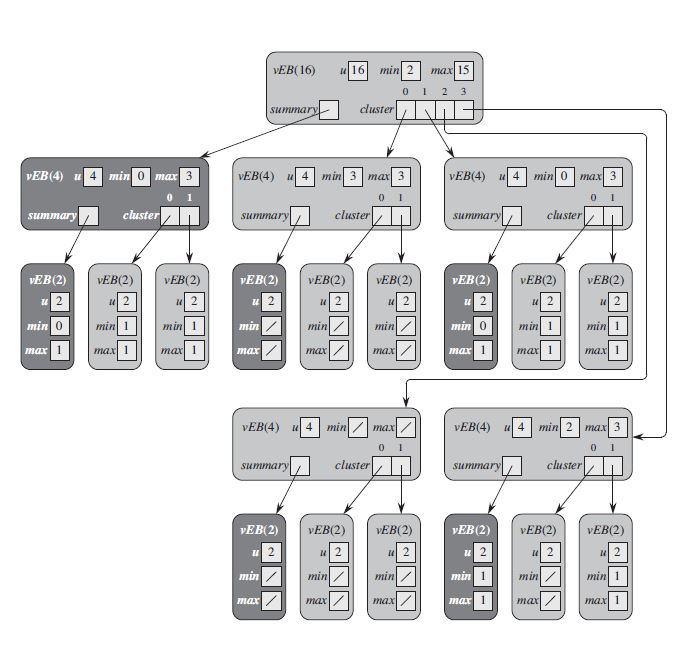 vEB(16) u 16 min 2 max 15
0 1 2 3
summary cluster
vEB(4) u 4 min 0 max 3
0 1
summary cluster
vEB(4) u 4 min 3 max 3
0 1
summary cluster
vEB(4) u 4 min 0 max 3
0 1
summary cluster
vEB(2)
u 2
min 0
max 1
vEB(2)
u 2
min 1
max 1
vEB(2)
u 2
min 1
max 1
vEB(2)
u 2
min /
max /
vEB(2)
u 2
min /
max /
vEB(2)
u 2
min /
max /
vEB(2)
u 2
min 0
max 1
vEB(2)
u 2
min 1
max 1
vEB(2)
u 2
min 1
max 1
vEB(4) u 4 min / max /
0 1
summary cluster
vEB(4) u 4 min 2 max 3
0 1
summary cluster
vEB(2)
u 2
min /
max /
vEB(2)
u 2
min /
max /
vEB(2)
u 2
min /
max /
vEB(2)
u 2
min 1
max 1
vEB(2)
u 2
min /
max /
vEB(2)
u 2
min 1
max 1